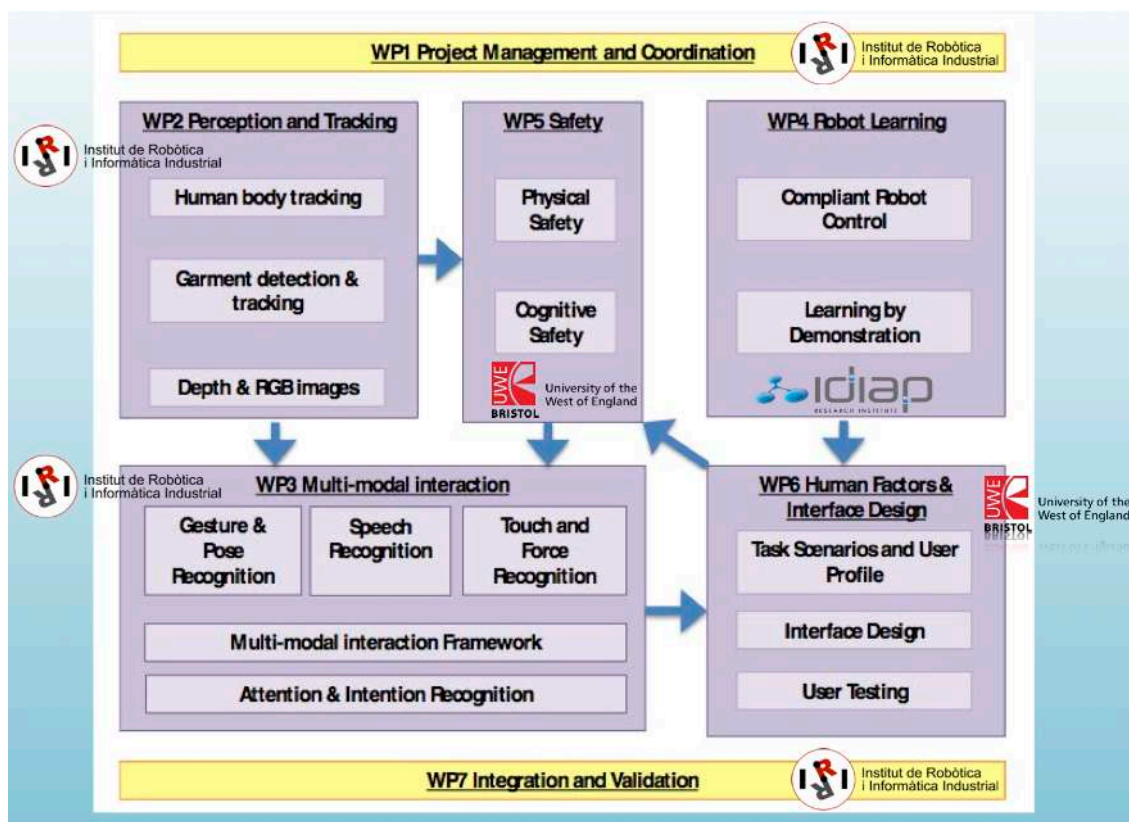 WP1 Project Management and Coordination
IRI
Institut de Robòtica
i Informàtica Industrial
WP2 Perception and Tracking
IRI
Institut de Robòtica
i Informàtica Industrial
Human body tracking
Garment detection &
tracking
Depth & RGB images
WP5 Safety
Physical
Safety
Cognitive
Safety
UWE
BRISTOL
University of the
West of England
WP4 Robot Learning
Compliant Robot
Control
Learning by
Demonstration
idiap
RESEARCH INSTITUTE
IRI
Institut de Robòtica
i Informàtica Industrial
WP3 Multi-modal interaction
Gesture &
Pose
Recognition
Speech
Recognition
Touch and
Force
Recognition
Multi-modal interaction Framework
Attention & Intention Recognition
WP6 Human Factors &
Interface Design
UWE
BRISTOL
University of the
West of England
Task Scenarios and User
Profile
Interface Design
User Testing
WP7 Integration and Validation
IRI
Institut de Robòtica
i Informàtica Industrial